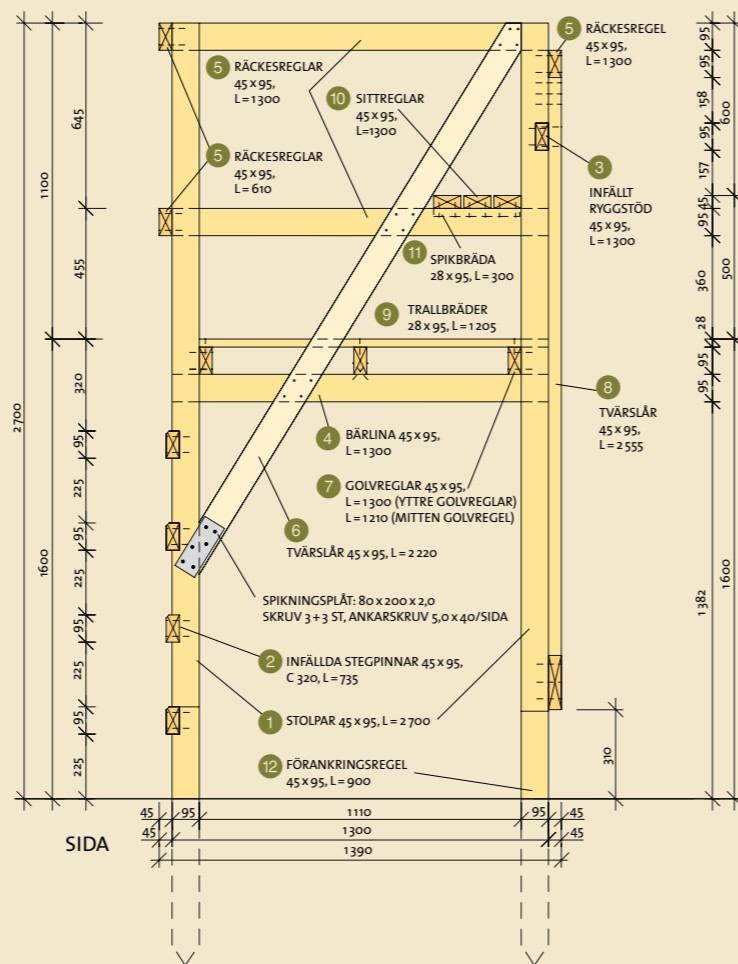 5 RÄCKESREGLAR
45 x 95,
L = 1300
5 RÄCKESREGEL
45 x 95,
L = 1300
10 SITTREGLAR
45 x 95,
L=1300
5 RÄCKESREGLAR
45 x 95,
L = 610
3
INFÄLLT
RYGGSTÖD
45 x 95,
L=1300
11 SPIKBRÄDA
28 x 95, L = 300
9 TRALLBRÄDER
28 x 95, L = 1205
8
TVÄRSLÅR
45 x 95,
L = 2555
4 BÄRLINA 45 x 95,
L = 1300
7 GOLVREGLAR 45 x 95,
L = 1300 (YTTRE GOLVREGLAR)
L = 1210 (MITTEN GOLVREGEL)
6
TVÄRSLÅR 45 x 95, L = 2220
SPIKNINGSPLÅT: 80 x 200 x 2,0
SKRUV 3 + 3 ST, ANKARSKRUV 5,0 x 40/SIDA
2 INFÄLLDA STEGPINNAR 45 x 95,
C 320, L = 735
1 STOLPAR 45 x 95, L = 2700
12 FÖRANKRINGSREGEL
45 x 95, L = 900
2700
1100
1600
645
455
320
95
225
95
225
95
225
95
225
95
158
95
157
45
95
360
28
95
95
1382
600
500
1600
310
45
95
1110
95
45
45
1300
45
1390
SIDA